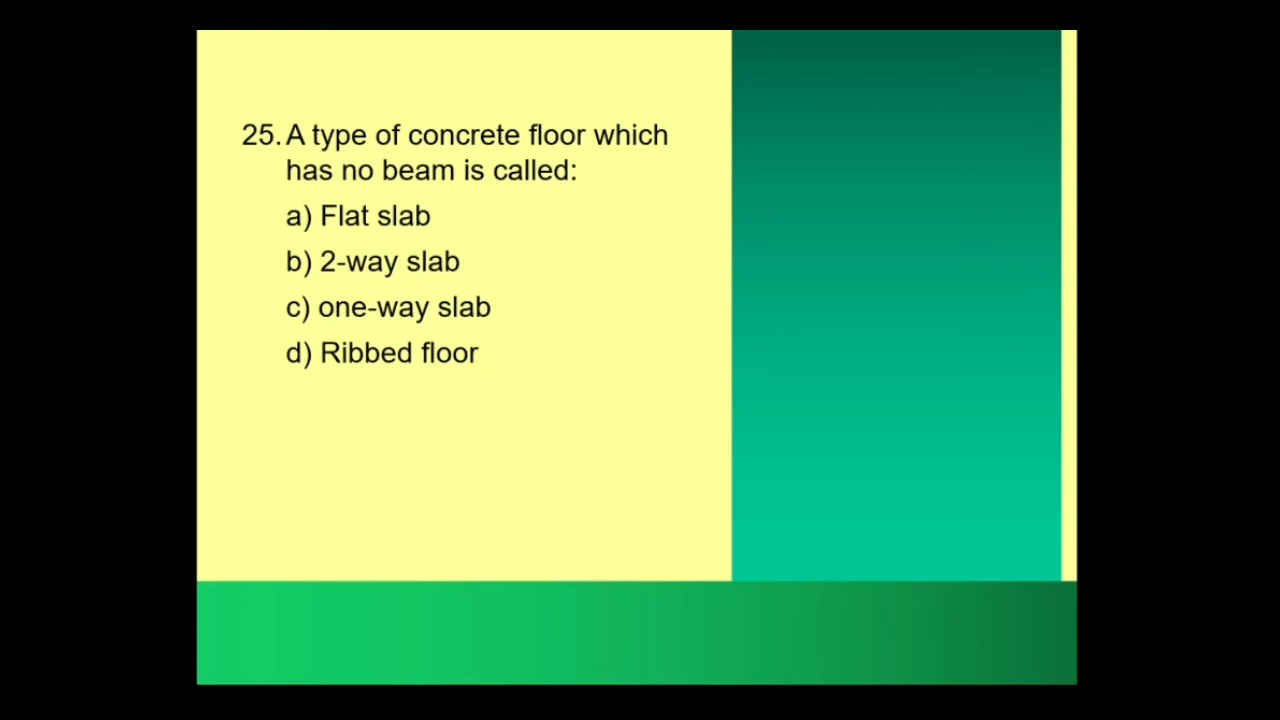 25. A type of concrete floor which
has no beam is called:
a) Flat slab
b) 2-way slab
c) one-way slab
d) Ribbed floor